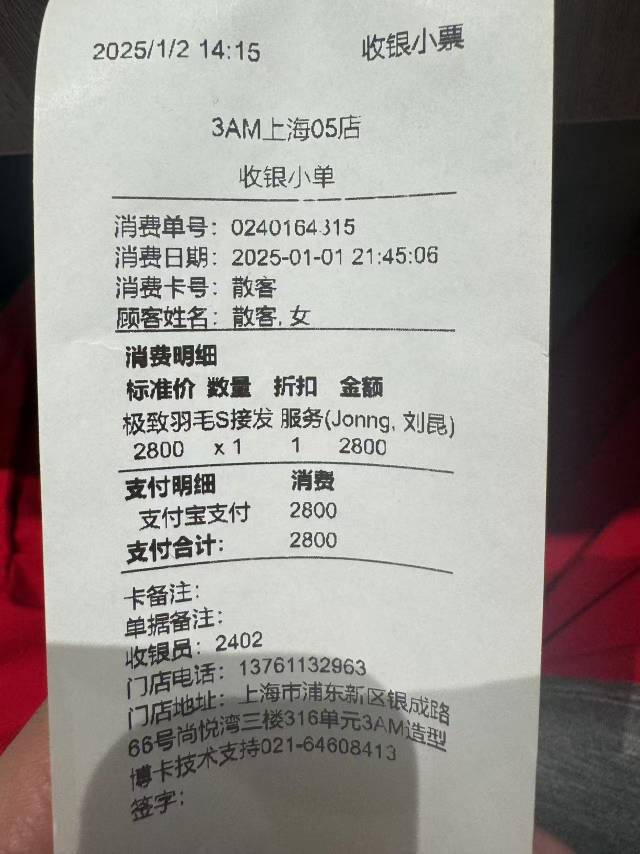 2025/1/2 14:15 收银小票
3AM上海05店
收银小单
消费单号: 0240164315
消费日期: 2025-01-01 21:45:06
消费卡号: 散客
顾客姓名: 散客, 女
消费明细
标准价 数量 折扣 金额
极致羽毛S接发 服务(Jonng, 刘昆)
2800 x 1 1 2800
支付明细 消费
支付宝支付 2800
支付合计: 2800
卡备注:
单据备注:
收银员: 2402
门店电话: 13761132963
门店地址: 上海市浦东新区银成路
66号尚悦湾三楼316单元3AM造型
博卡技术支持021-64608413
签字: